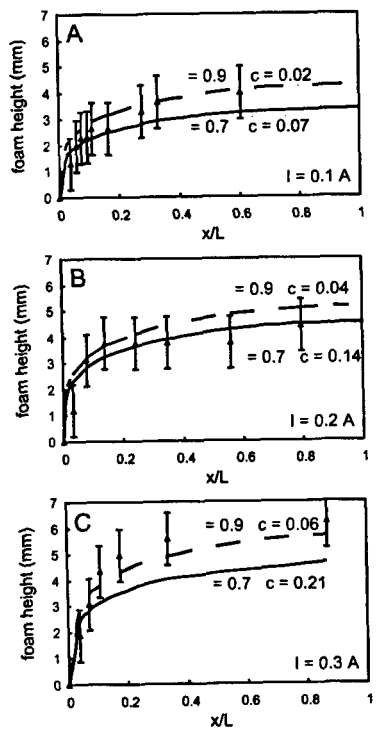 A
foam height (mm)
7
6
5
4
3
2
1
0
= 0.9 c = 0.02
= 0.7 c = 0.07
I = 0.1 A
0 0.2 0.4 0.6 0.8 1
x/L
B
foam height (mm)
7
6
5
4
3
2
1
0
= 0.9 c = 0.04
= 0.7 c = 0.14
I = 0.2 A
0 0.2 0.4 0.6 0.8 1
x/L
C
foam height (mm)
7
6
5
4
3
2
1
0
= 0.9 c = 0.06
= 0.7 c = 0.21
I = 0.3 A
0 0.2 0.4 0.6 0.8 1
x/L